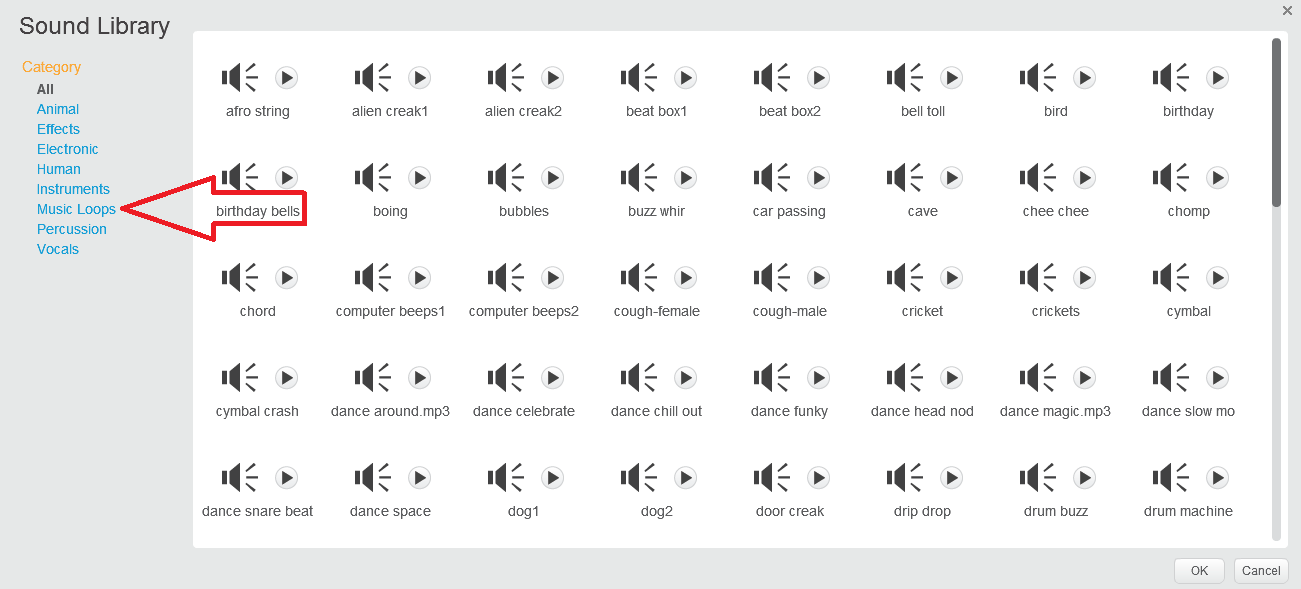 Sound Library
Category
All
Animal
Effects
Electronic
Human
Instruments
Music Loops
Percussion
Vocals
afro string alien creak1 alien creak2 beat box1 beat box2 bell toll bird birthday
birthday bells boing bubbles buzz whir car passing cave chee chee chomp
chord computer beeps1 computer beeps2 cough-female cough-male cricket crickets cymbal
cymbal crash dance around.mp3 dance celebrate dance chill out dance funky dance head nod dance magic.mp3 dance slow mo
dance snare beat dance space dog1 dog2 door creak drip drop drum buzz drum machine
OK Cancel